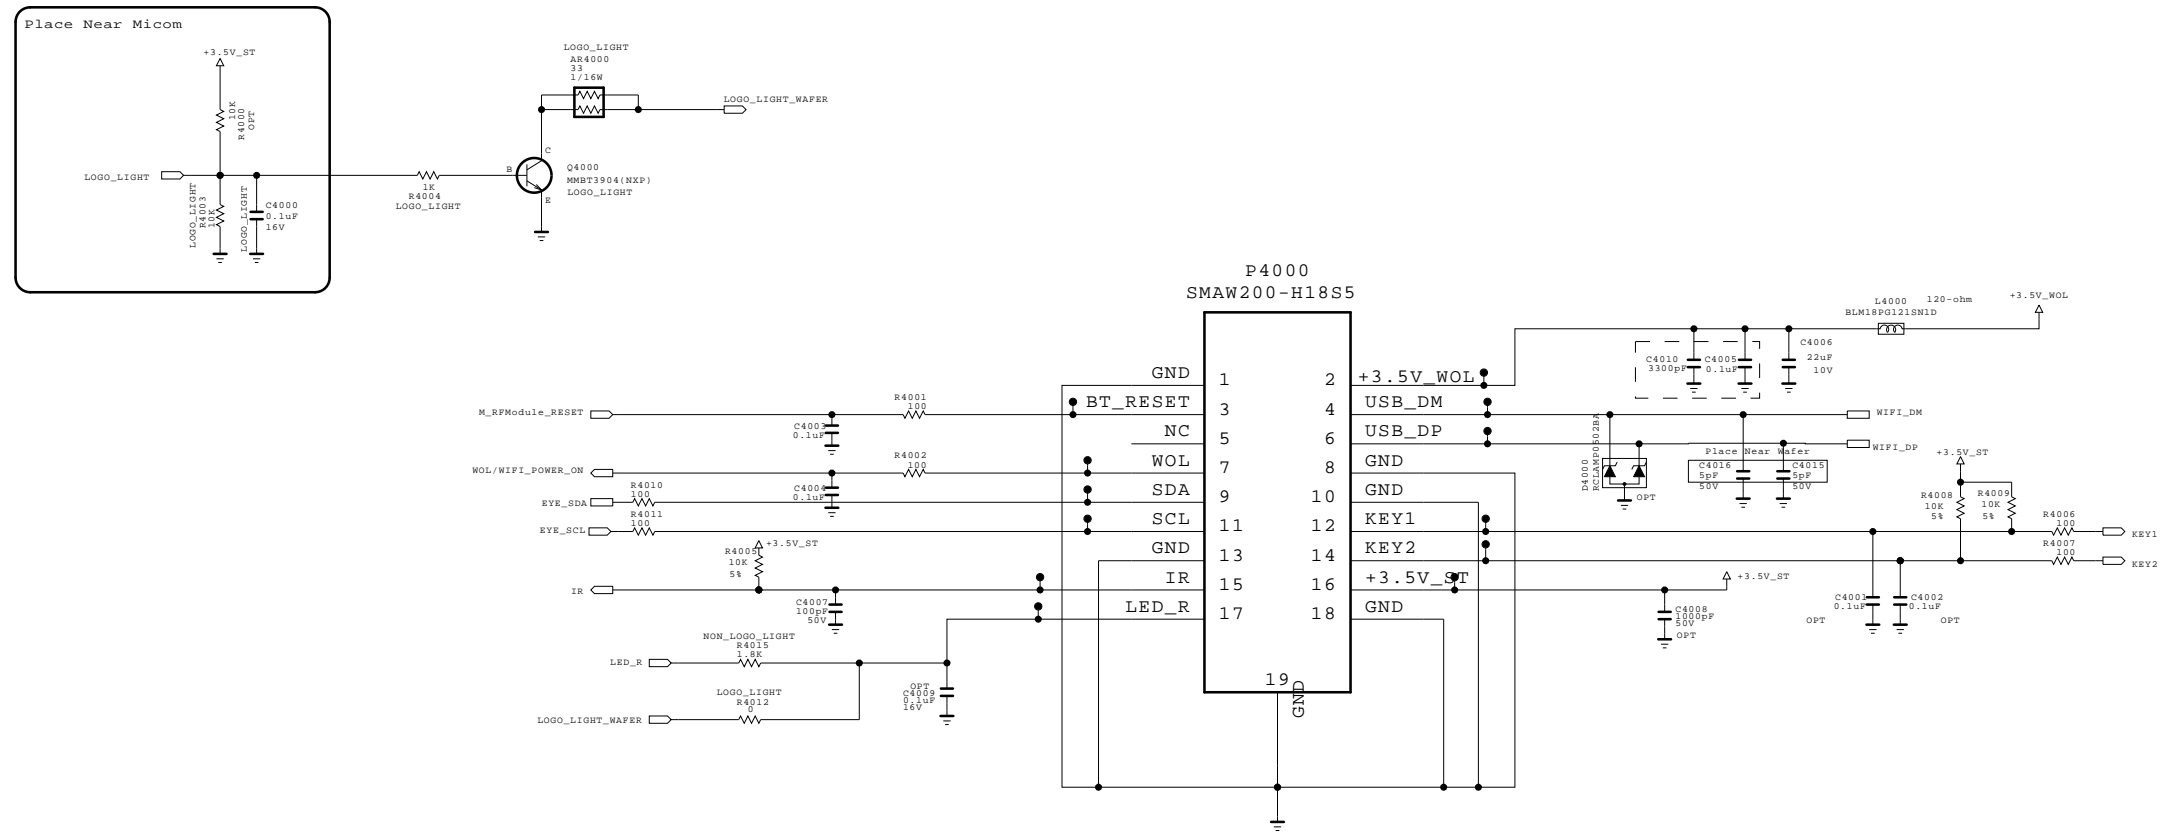 Place Near Micom
+3.5V_ST
10K
R4000
OPT
LOGO_LIGHT
LOGO_LIGHT
R4003
10K
LOGO_LIGHT
C4000
0.1uF
16V
1K
R4004
LOGO_LIGHT
LOGO_LIGHT
AR4000
33
1/16W
LOGO_LIGHT_WAFER
C
B
E
Q4000
MMBT3904(NXP)
LOGO_LIGHT
P4000
SMAW200-H18S5
GND
1
BT_RESET
3
NC
5
WOL
7
SDA
9
SCL
11
GND
13
IR
15
LED_R
17
2
+3.5V_WOL
4
USB_DM
6
USB_DP
8
GND
10
GND
12
KEY1
14
KEY2
16
+3.5V_ST
18
GND
19
GND
M_RFModule_RESET
R4001
100
C4003
0.1uF
WOL/WIFI_POWER_ON
R4002
100
C4004
0.1uF
EYE_SDA
R4010
100
EYE_SCL
R4011
100
+3.5V_ST
R4005
10K
5%
IR
C4007
100pF
50V
NON_LOGO_LIGHT
R4015
1.8K
LED_R
LOGO_LIGHT
R4012
0
LOGO_LIGHT_WAFER
OPT
C4009
0.1uF
16V
L4000
120-ohm
BLM18PG121SN1D
+3.5V_WOL
C4010
3300pF
C4005
0.1uF
C4006
22uF
10V
WIFI_DM
WIFI_DP
D4000
RCLAMP0502BA
OPT
Place Near Wafer
C4016
5pF
50V
C4015
5pF
50V
+3.5V_ST
R4008
10K
5%
R4009
10K
5%
R4006
100
KEY1
R4007
100
KEY2
+3.5V_ST
C4008
1000pF
50V
OPT
C4001
0.1uF
OPT
C4002
0.1uF
OPT